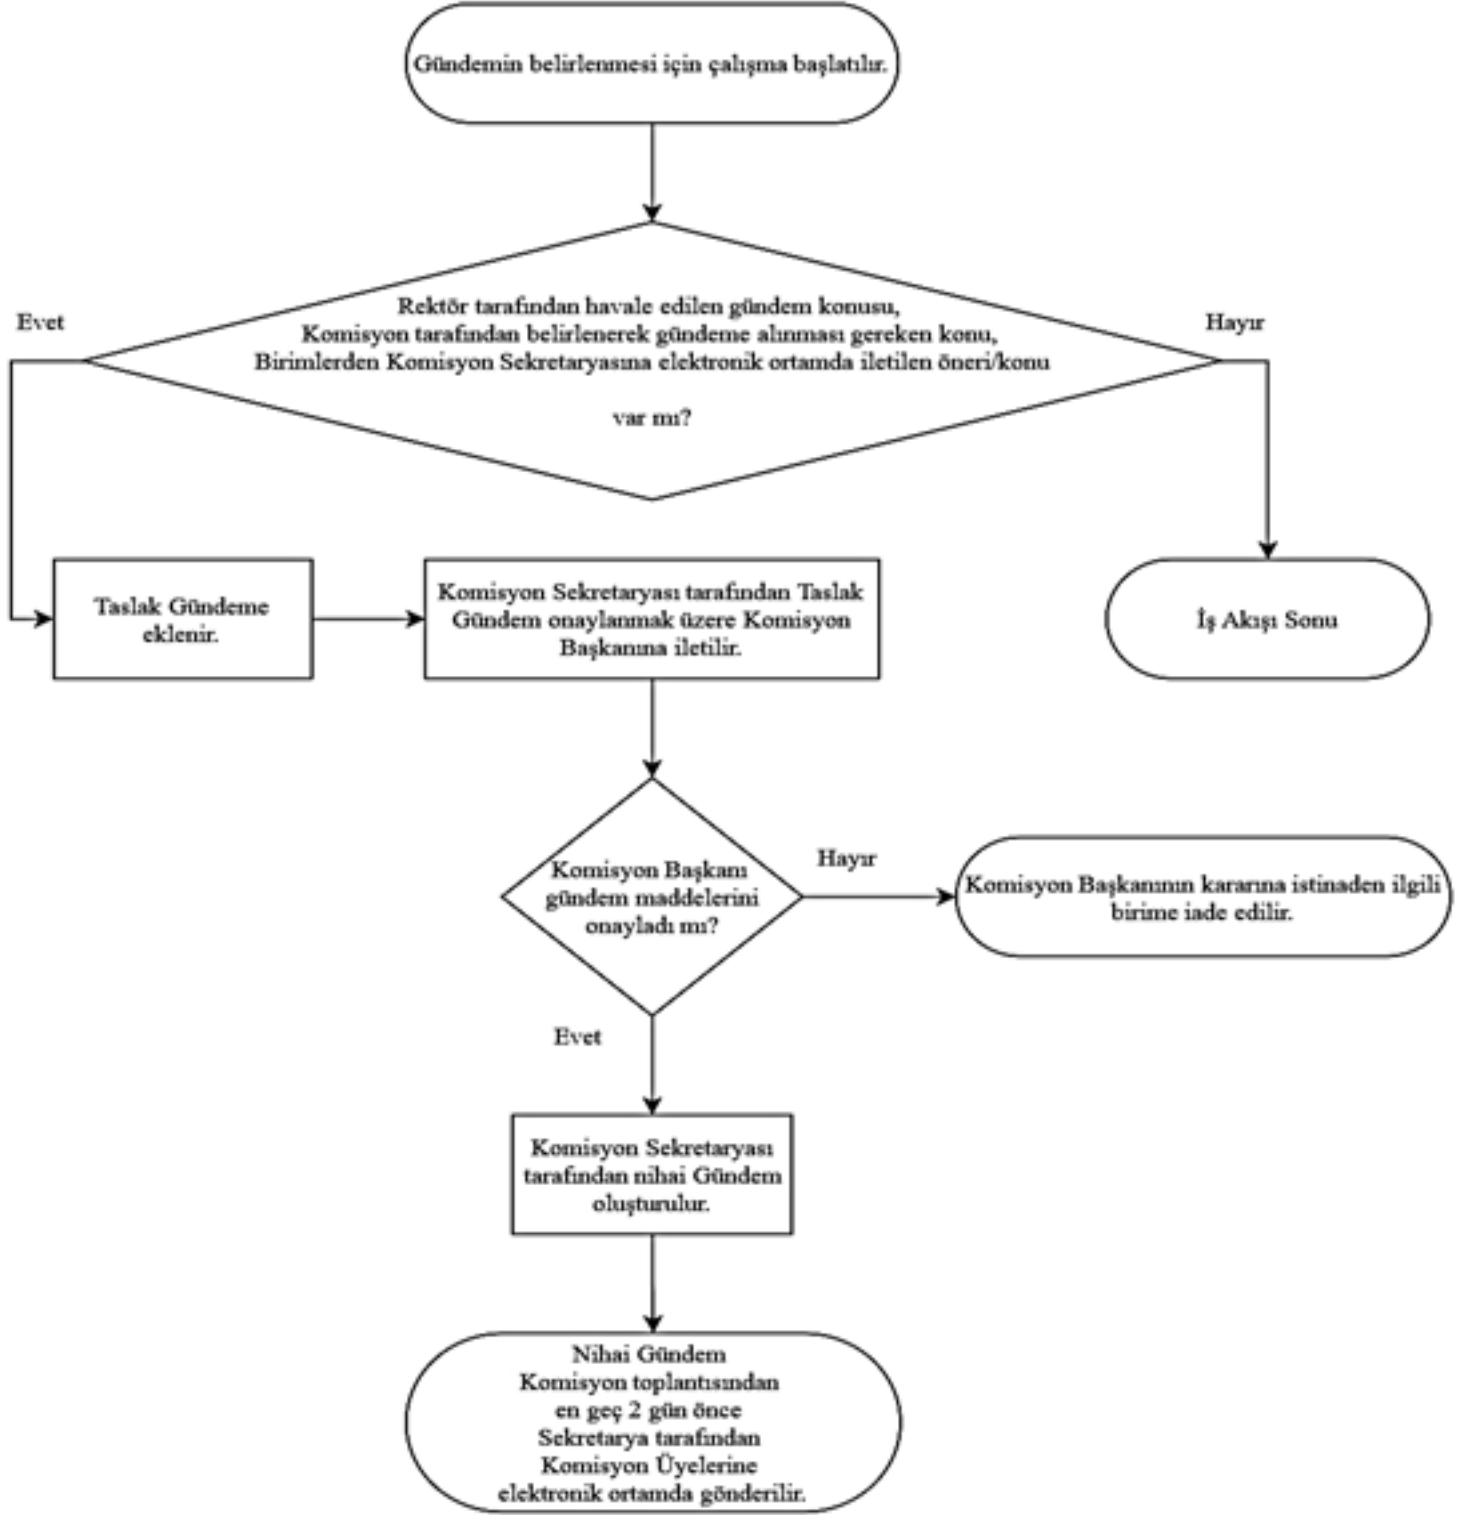 Gündemin belirlenmesi için çalışma başlatılır.
Rektör tarafından havale edilen gündem konusu,
Komisyon tarafından belirlenerek gündeme alınması gereken konu,
Birimlerden Komisyon Sekretaryasına elektronik ortamda iletilen öneri/konu
var mı?
Evet
Hayır
Taslak Gündeme
eklenir.
Komisyon Sekretaryası tarafından Taslak
Gündem onaylanmak üzere Komisyon
Başkanına iletilir.
İş Akışı Sonu
Komisyon Başkanı
gündem maddelerini
onayladı mı?
Hayır
Komisyon Başkanının kararına istinaden ilgili
birime iade edilir.
Evet
Komisyon Sekretaryası
tarafından nihai Gündem
oluşturulur.
Nihai Gündem
Komisyon toplantısından
en geç 2 gün önce
Sekretarya tarafından
Komisyon Üyelerine
elektronik ortamda gönderilir.